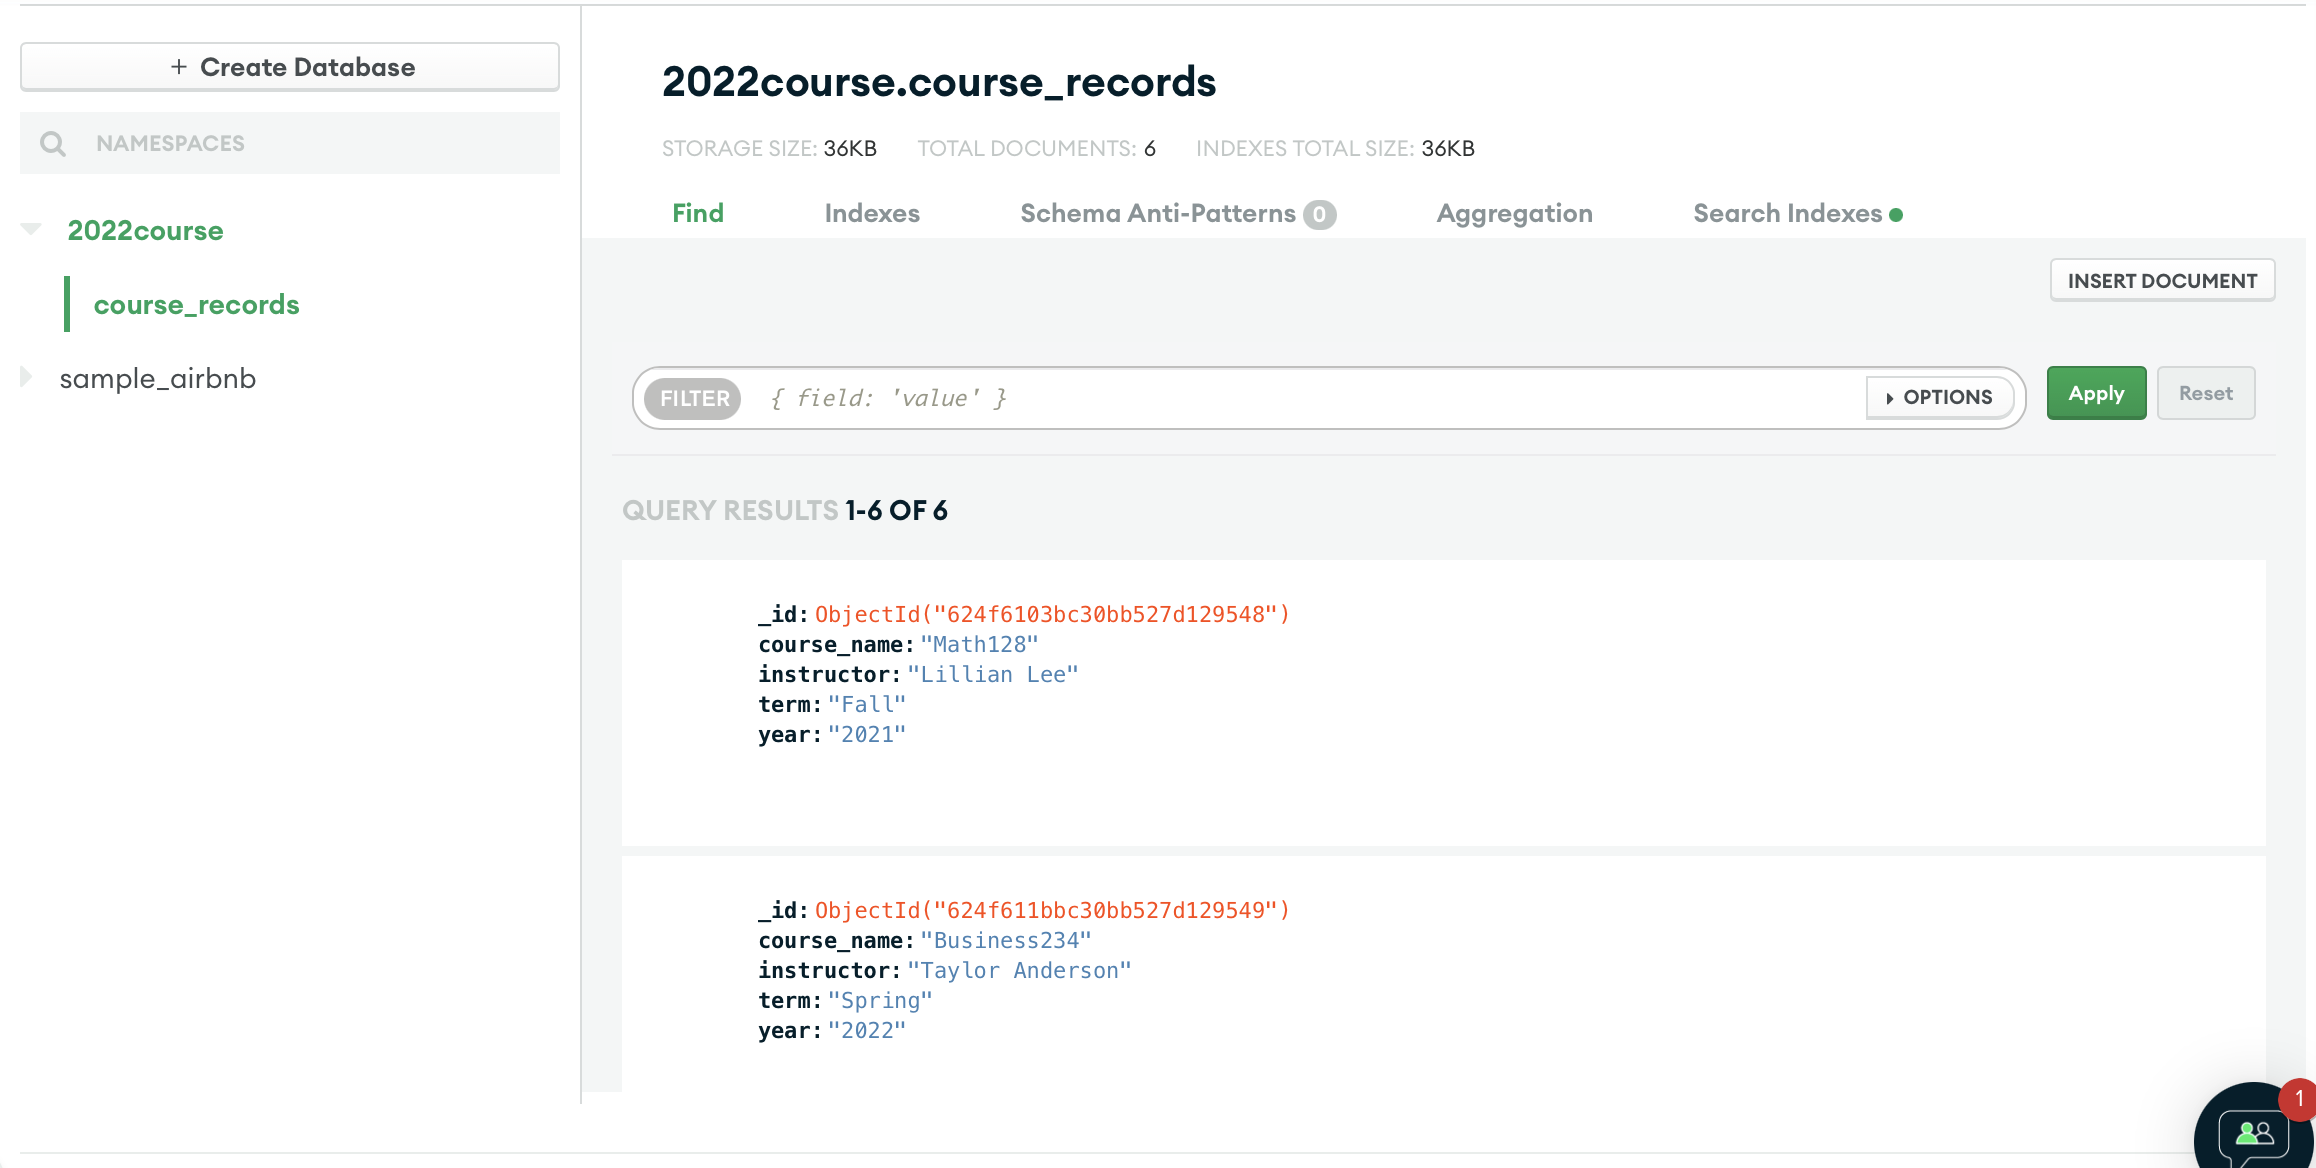 + Create Database
NAMESPACES
2022course
course_records
sample_airbnb
2022course.course_records
STORAGE SIZE: 36KB TOTAL DOCUMENTS: 6 INDEXES TOTAL SIZE: 36KB
Find Indexes Schema Anti-Patterns 0 Aggregation Search Indexes
INSERT DOCUMENT
FILTER { field: 'value' } OPTIONS Apply Reset
QUERY RESULTS 1-6 OF 6
_id: ObjectId("624f6103bc30bb527d129548")
course_name: "Math128"
instructor: "Lillian Lee"
term: "Fall"
year: "2021"
_id: ObjectId("624f611bbc30bb527d129549")
course_name: "Business234"
instructor: "Taylor Anderson"
term: "Spring"
year: "2022"
1